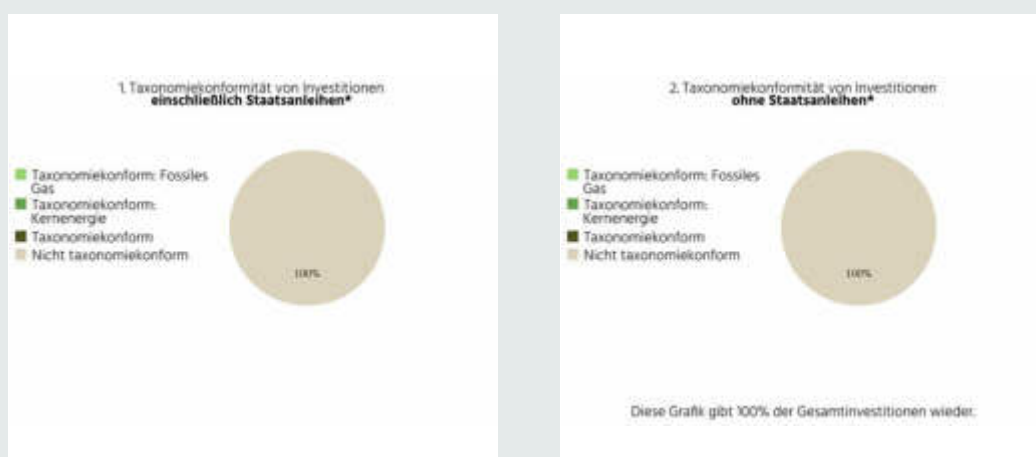 1. Taxonomiekonformität von Investitionen
einschließlich Staatsanleihen*
Taxonomiekonform: Fossiles
Gas
Taxonomiekonform:
Kernenergie
Taxonomiekonform
Nicht taxonomiekonform
100%
2. Taxonomiekonformität von Investitionen
ohne Staatsanleihen*
Taxonomiekonform: Fossiles
Gas
Taxonomiekonform:
Kernenergie
Taxonomiekonform
Nicht taxonomiekonform
100%
Diese Grafik gibt 100% der Gesamtinvestitionen wieder.